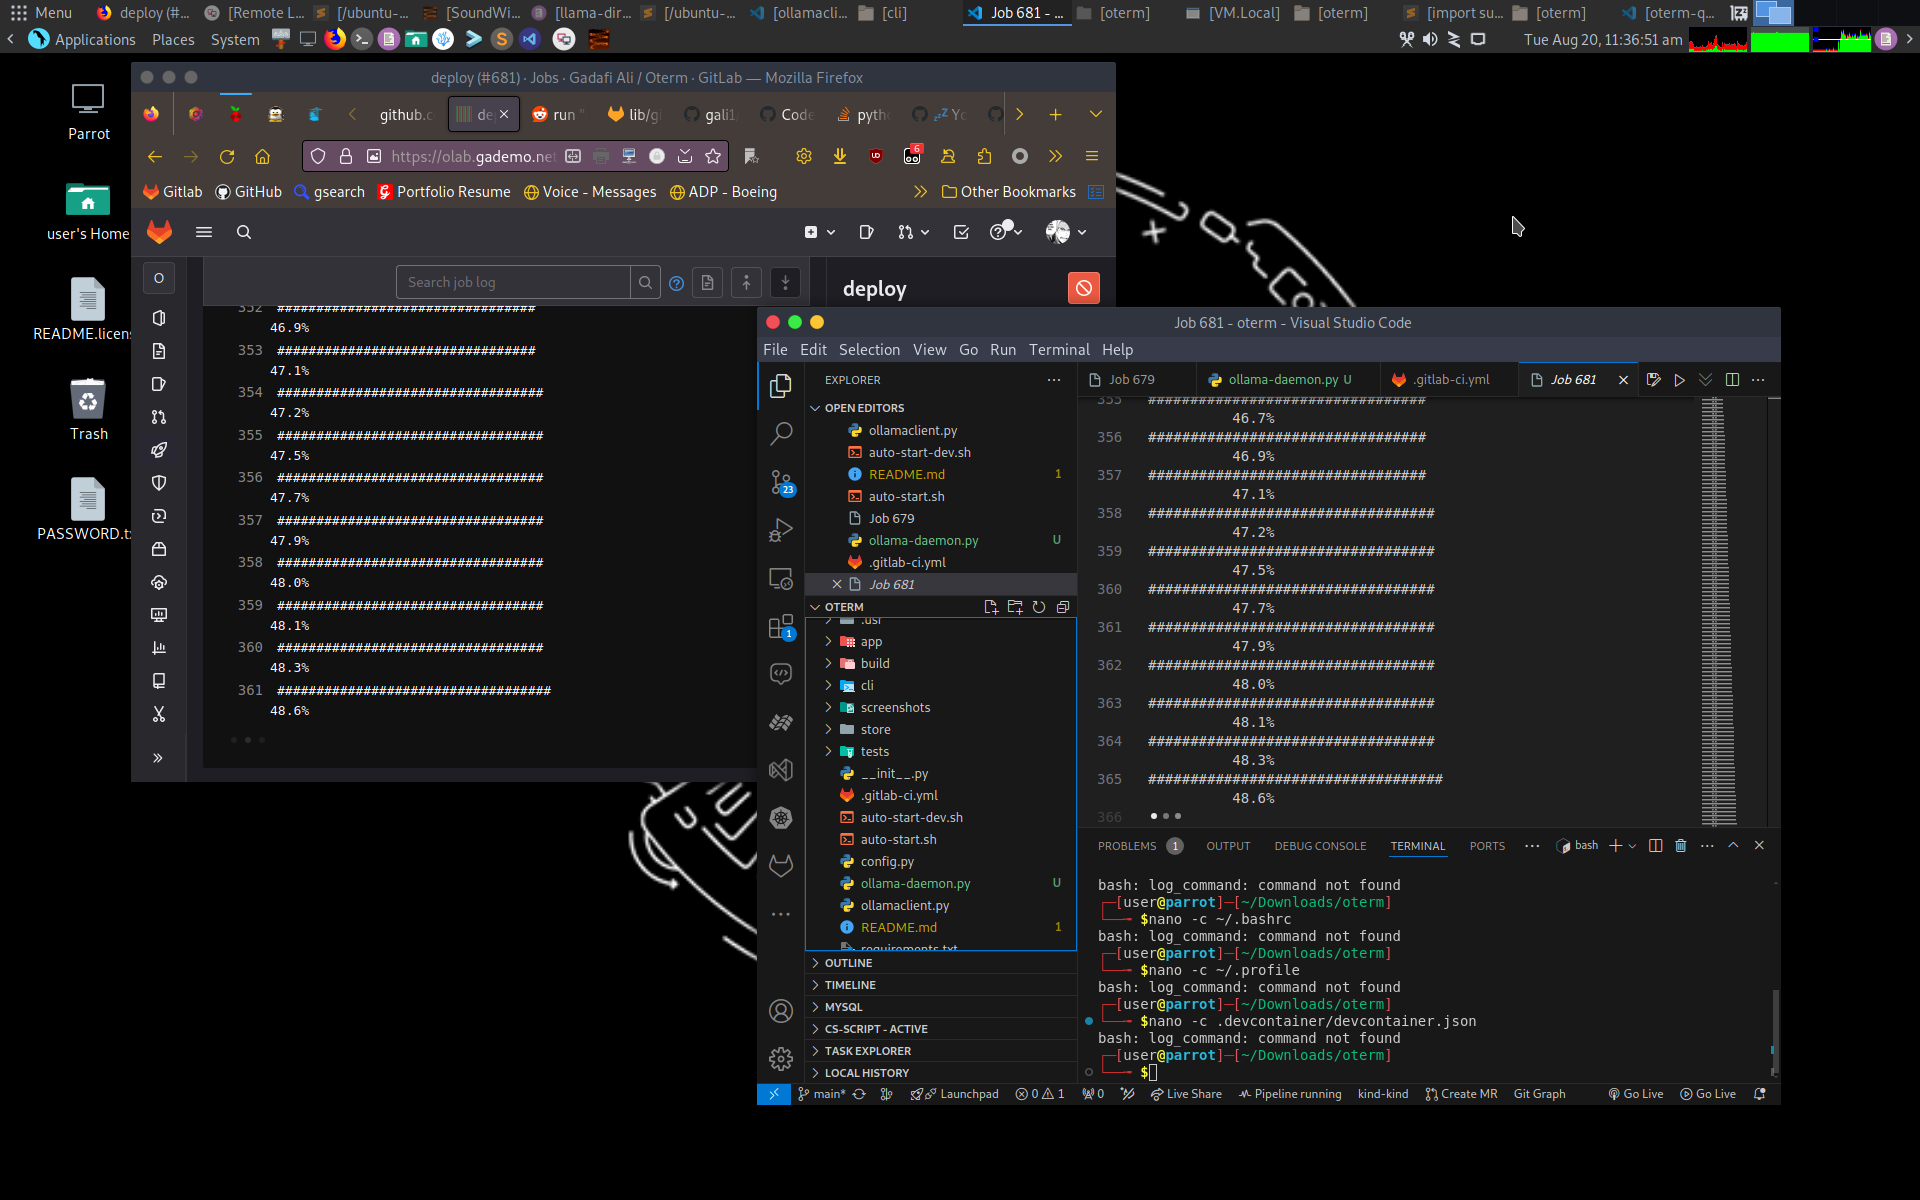 Menu
deploy (#...
[Remote L...
[/ubuntu-...
[SoundWi...
[llama-dir...
[/ubuntu-...
[ollamacli...
[cli]
Job 681 - ...
[oterm]
[VM.Local]
[oterm]
[import su...
[oterm]
[oterm-q...
Applications
Places
System
Tue Aug 20, 11:36:51 am
Parrot
user's Home
README.licens
Trash
PASSWORD.t
deploy (#681) · Jobs · Gadafi Ali / Oterm · GitLab — Mozilla Firefox
github.c
de
run
lib/gi
gali1
Code
pytho
Yo
https://olab.gademo.net
6
Gitlab
GitHub
gsearch
Portfolio Resume
Voice - Messages
ADP - Boeing
Other Bookmarks
O
Search job log
deploy
352 #################################
46.9%
353 #################################
47.1%
354 ##################################
47.2%
355 ##################################
47.5%
356 ##################################
47.7%
357 ##################################
47.9%
358 ##################################
48.0%
359 ##################################
48.1%
360 ##################################
48.3%
361 ###################################
48.6%
Job 681 - oterm - Visual Studio Code
File Edit Selection View Go Run Terminal Help
EXPLORER
Job 679
ollama-daemon.py U
.gitlab-ci.yml
Job 681
OPEN EDITORS
ollamaclient.py
auto-start-dev.sh
README.md 1
auto-start.sh
Job 679
ollama-daemon.py U
.gitlab-ci.yml
Job 681
23
1
OTERM
.usr
app
build
cli
screenshots
store
tests
__init__.py
.gitlab-ci.yml
auto-start-dev.sh
auto-start.sh
config.py
ollama-daemon.py U
ollamaclient.py
README.md 1
requirements.txt
OUTLINE
TIMELINE
MYSQL
CS-SCRIPT - ACTIVE
TASK EXPLORER
LOCAL HISTORY
355 #################################
46.7%
356 #################################
46.9%
357 #################################
47.1%
358 ##################################
47.2%
359 ##################################
47.5%
360 ##################################
47.7%
361 ##################################
47.9%
362 ##################################
48.0%
363 ##################################
48.1%
364 ##################################
48.3%
365 ###################################
48.6%
366
PROBLEMS 1 OUTPUT DEBUG CONSOLE TERMINAL PORTS ··· bash
bash: log_command: command not found
┌─[user@parrot]─[~/Downloads/oterm]
└──╼ $nano -c ~/.bashrc
bash: log_command: command not found
┌─[user@parrot]─[~/Downloads/oterm]
└──╼ $nano -c ~/.profile
bash: log_command: command not found
┌─[user@parrot]─[~/Downloads/oterm]
└──╼ $nano -c .devcontainer/devcontainer.json
bash: log_command: command not found
┌─[user@parrot]─[~/Downloads/oterm]
└──╼ $
main* Launchpad 0 1 0 Live Share Pipeline running kind-kind Create MR Git Graph Go Live Go Live